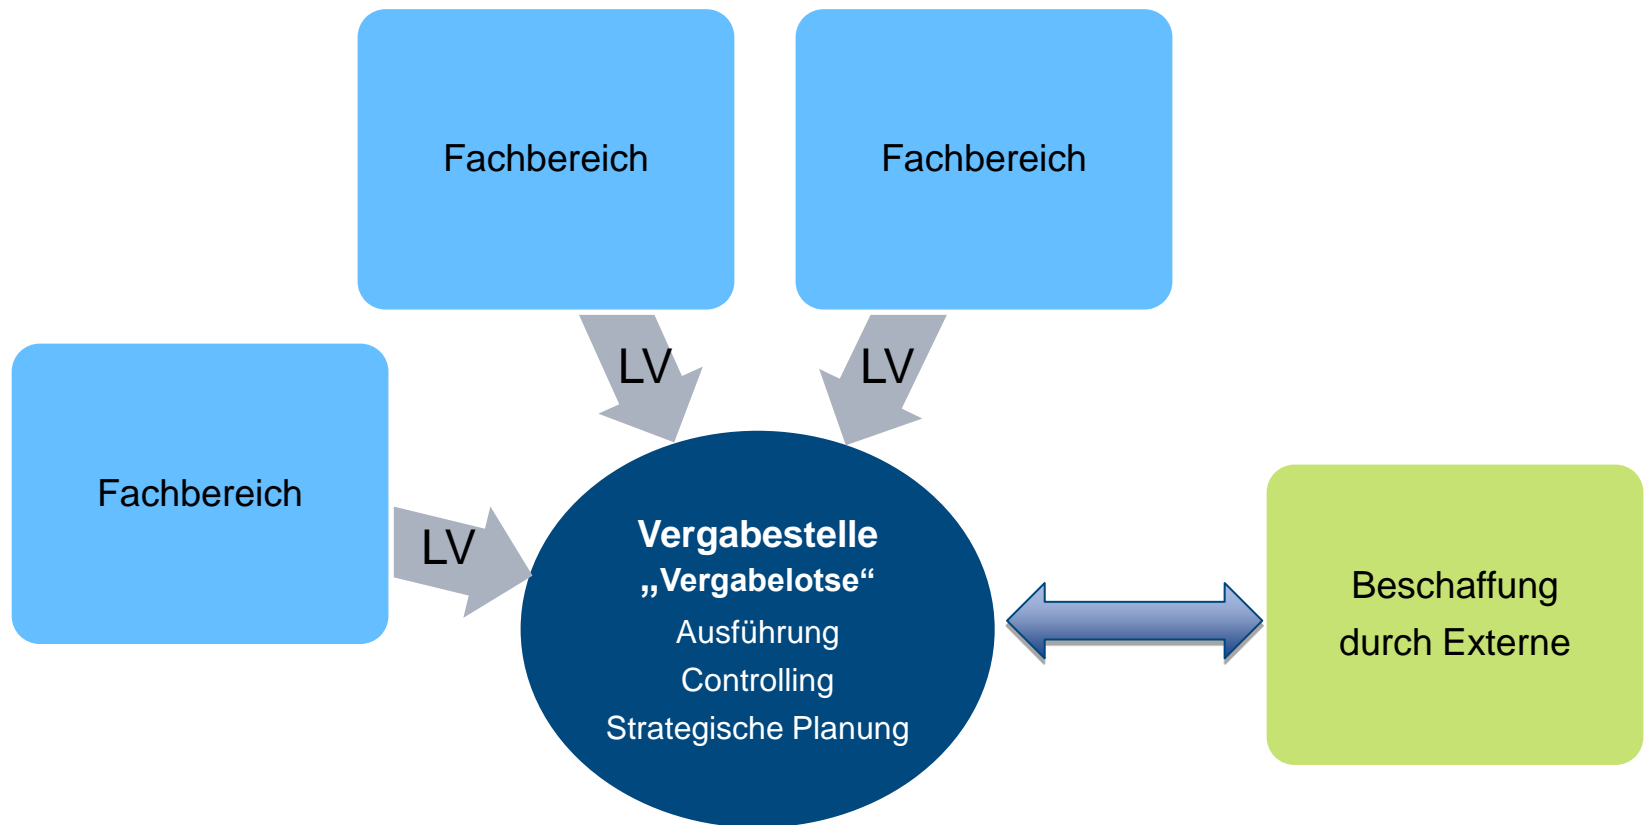 Fachbereich
Fachbereich
LV
LV
Fachbereich
LV
Vergabestelle
„Vergabelotse“
Ausführung
Controlling
Strategische Planung
Beschaffung
durch Externe